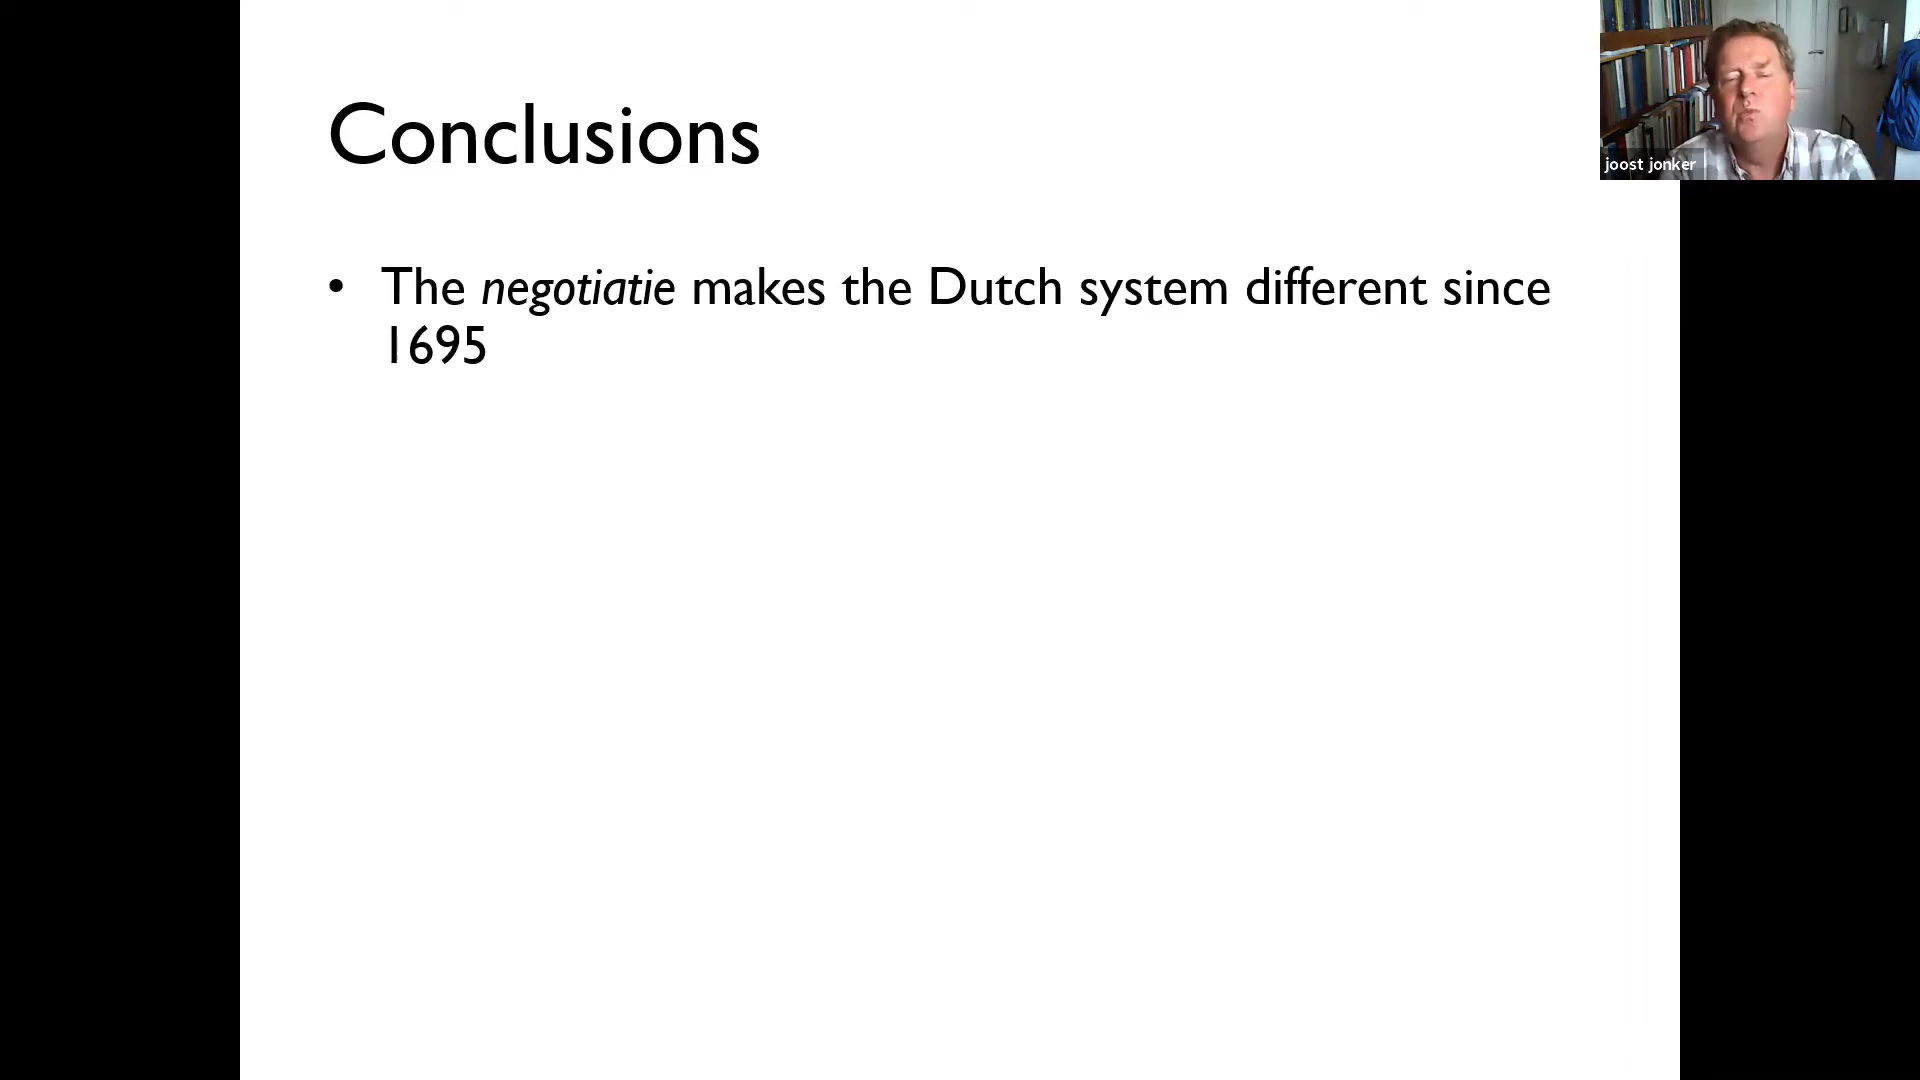 Conclusions
• The negotiatie makes the Dutch system different since
1695
joost jonker